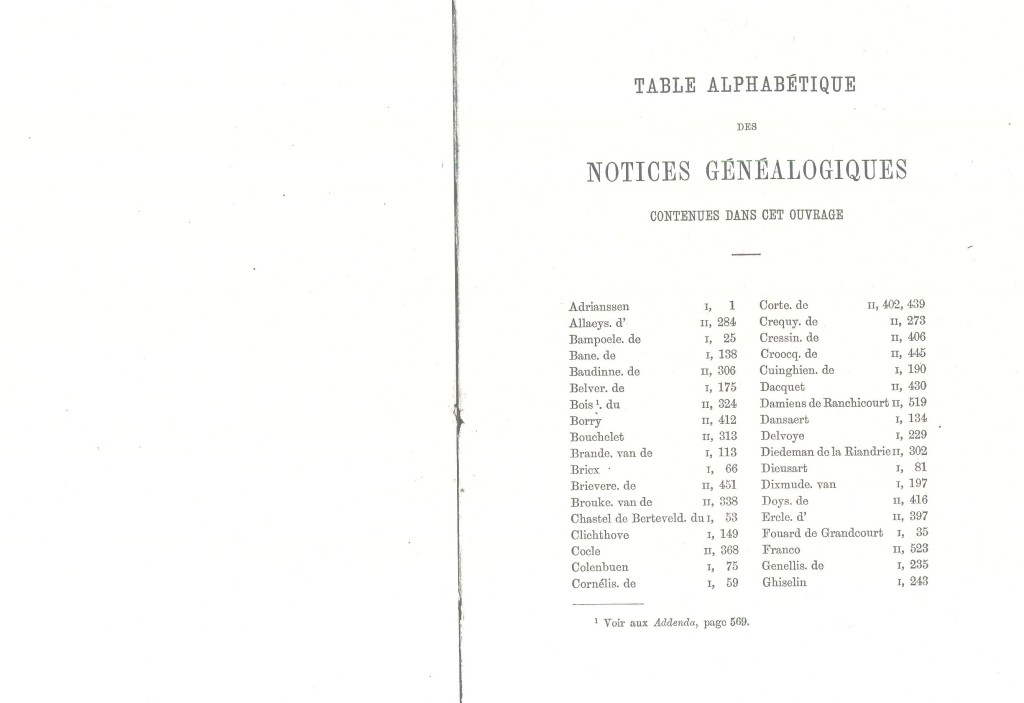 TABLE ALPHABÉTIQUE
DES
NOTICES GÉNÉALOGIQUES
CONTENUES DANS CET OUVRAGE
Adrianssen I, 1
Allaeys. d' II, 284
Bampoele. de I, 25
Bane. de I, 138
Baudinne. de II, 306
Belver. de I, 175
Bois ¹. du II, 324
Borry II, 412
Bouchelet II, 313
Brande. van de I, 113
Bricx I, 66
Brievere. de II, 451
Brouke. van de II, 338
Chastel de Berteveld. du I, 53
Clichthove I, 149
Cocle II, 368
Colenbuen I, 75
Cornélis. de I, 59
Corte. de II, 402, 439
Crequy. de II, 273
Cressin. de II, 406
Croocq. de II, 445
Cuinghien. de I, 190
Dacquet II, 430
Damiens de Ranchicourt II, 519
Dansaert I, 134
Delvoye I, 229
Diedeman de la Riandrie II, 302
Dieusart I, 81
Dixmude. van I, 197
Doys. de II, 416
Ercle. d' II, 397
Fouard de Grandcourt I, 35
Franco II, 523
Genellis. de I, 235
Ghiselin I, 243
¹ Voir aux Addenda, page 569.